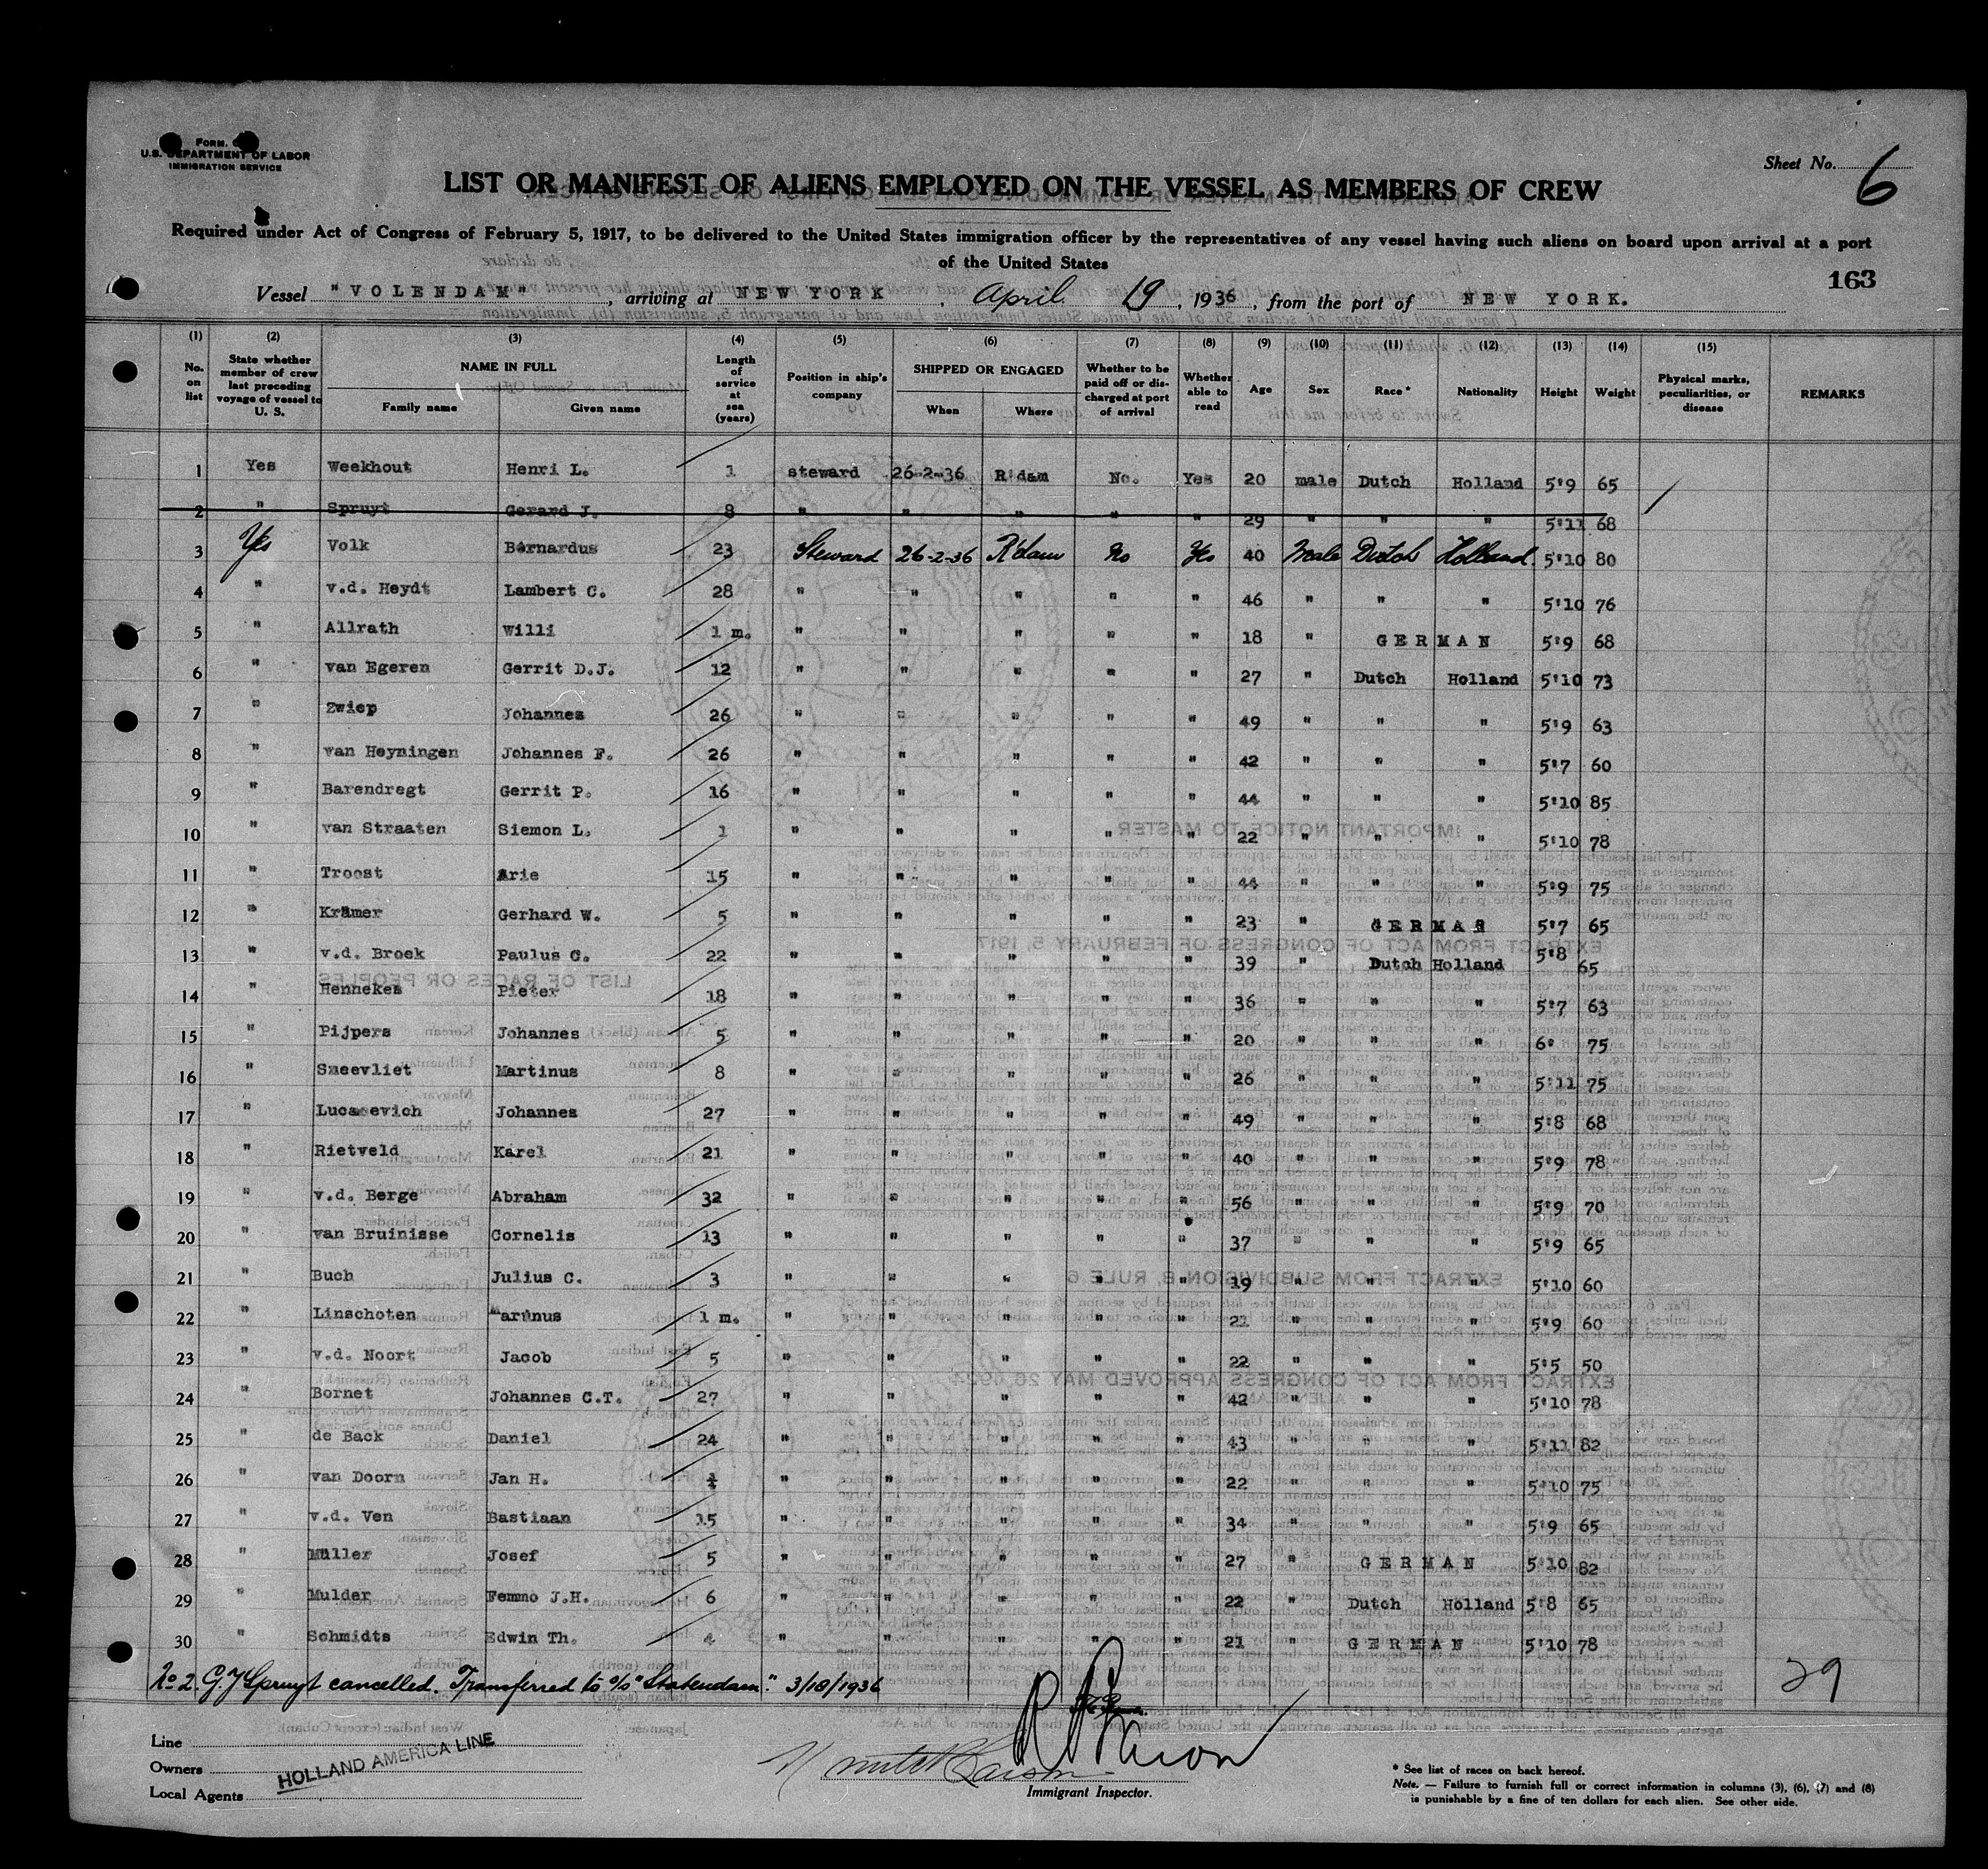 FORM.
U.S. DEPARTMENT OF LABOR
IMMIGRATION SERVICE
Sheet No. 6
LIST OR MANIFEST OF ALIENS EMPLOYED ON THE VESSEL AS MEMBERS OF CREW
Required under Act of Congress of February 5, 1917, to be delivered to the United States immigration officer by the representatives of any vessel having such aliens on board upon arrival at a port
of the United States
163
Vessel "VOLENDAM", arriving at NEW YORK, April 19, 1936, from the port of NEW YORK.
(1) (2) (3) (4) (5) (6) (7) (8) (9) (10) (11) (12) (13) (14) (15)
No. on list | State whether member of crew last preceding voyage of vessel to U. S. | NAME IN FULL Family name Given name | Length of service at sea (years) | Position in ship's company | SHIPPED OR ENGAGED When Where | Whether to be paid off or discharged at port of arrival | Whether able to read | Age | Sex | Race* | Nationality | Height | Weight | Physical marks, peculiarities, or disease | REMARKS
1 Yes Weekhout Henri L. 1 steward 26-2-36 R'dam No. Yes 20 male Dutch Holland 5'9 65
2 " Spruyt Gerard J. 8 " " " " " 29 " " " 5'11 68
3 Yes Volk Bernardus 23 Steward 26-2-36 R'dam No Yes 40 Male Dutch Holland. 5'10 80
4 " v.d. Heydt Lambert C. 28 " " " " " 46 " " " 5'10 76
5 " Allrath Willi 1 m. " " " " " 18 " GERMAN 5'9 68
6 " van Egeren Gerrit D.J. 12 " " " " " 27 " Dutch Holland 5'10 73
7 " Zwiep Johannes 26 " " " " " 49 " " " 5'9 63
8 " van Heyningen Johannes F. 26 " " " " " 42 " " " 5'7 60
9 " Barendregt Gerrit P. 16 " " " " " 44 " " " 5'10 85
10 " van Straaten Siemon L. 1 " " " " " 22 " " " 5'10 78
11 " Troost Arie 15 " " " " " 44 " " " 5'9 75
12 " Krämer Gerhard W. 5 " " " " " 23 " GERMAN 5'7 65
13 " v.d. Broek Paulus C. 22 " " " " " 39 " Dutch Holland 5'8 65
14 " Hennekes Pieter 18 " " " " " 36 " " " 5'7 63
15 " Pijpers Johannes 5 " " " " " 20 " " " 6' 75
16 " Sneevliet Martinus 8 " " " " " 26 " " " 5'11 75
17 " Lucacevich Johannes 27 " " " " " 49 " " " 5'8 68
18 " Rietveld Karel 21 " " " " " 40 " " " 5'9 78
19 " v.d. Berge Abraham 32 " " " " " 56 " " " 5'9 70
20 " van Bruinisse Cornelis 13 " " " " " 37 " " " 5'9 65
21 " Buch Julius C. 3 " " " " " 19 " " " 5'10 60
22 " Linschoten Marinus 1 m. " " " " " 21 " " " 5'9 60
23 " v.d. Noort Jacob 5 " " " " " 22 " " " 5'5 50
24 " Bornet Johannes C.T. 27 " " " " " 42 " " " 5'10 78
25 " de Back Daniel 24 " " " " " 43 " " " 5'11 82
26 " van Doorn Jan H. 1 " " " " " 22 " " " 5'10 75
27 " v.d. Ven Bastiaan 15 " " " " " 34 " " " 5'9 65
28 " Müller Josef 5 " " " " " 27 " GERMAN 5'10 82
29 " Mulder Femmo J.H. 6 " " " " " 22 " Dutch Holland 5'8 65
30 " Schmidts Edwin Th. 4 " " " " " 21 " GERMAN 5'10 78
No 2. G.J Spruyt cancelled. Transferred to s/s "Statendam". 3/18/1936
29
Line
Owners HOLLAND AMERICA LINE
Local Agents
Immigrant Inspector.
* See list of races on back hereof.
Note. — Failure to furnish full or correct information in columns (3), (6), (7) and (8)
is punishable by a fine of ten dollars for each alien. See other side.